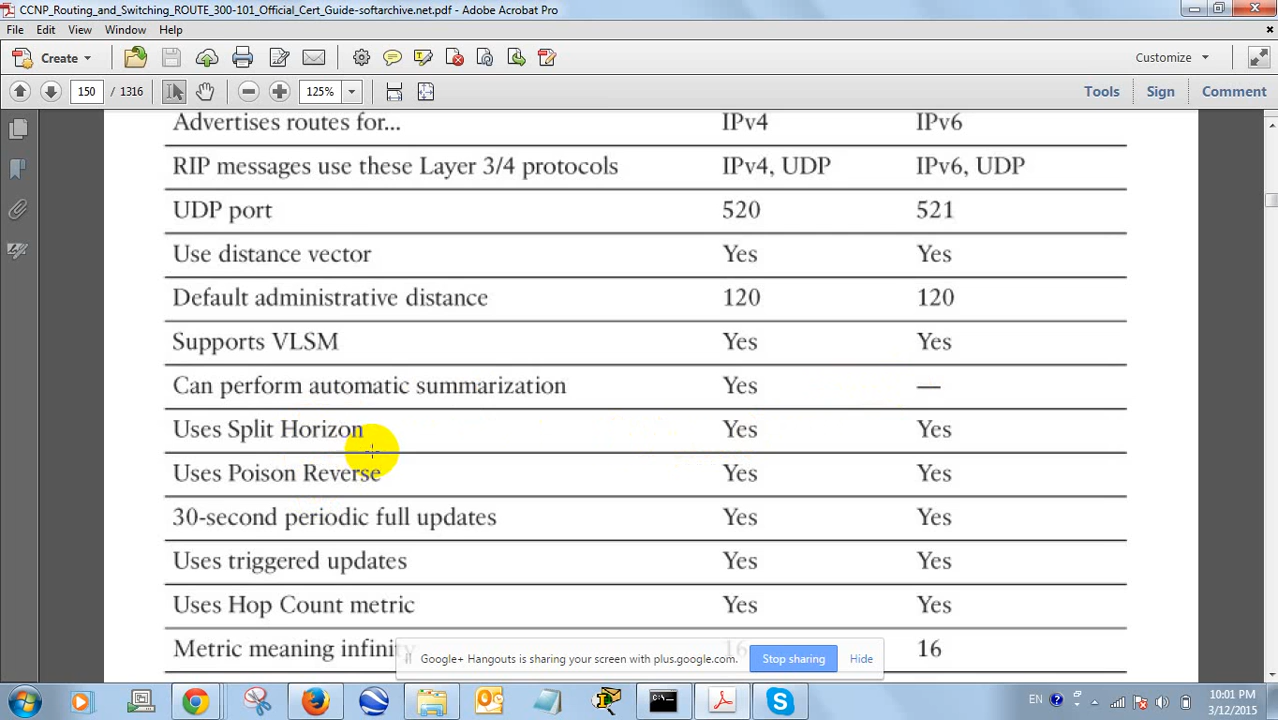 CCNP_Routing_and_Switching_ROUTE_300-101_Official_Cert_Guide-softarchive.net.pdf - Adobe Acrobat Pro
File Edit View Window Help
Create Customize
150 / 1316 125% Tools Sign Comment
Advertises routes for... IPv4 IPv6
RIP messages use these Layer 3/4 protocols IPv4, UDP IPv6, UDP
UDP port 520 521
Use distance vector Yes Yes
Default administrative distance 120 120
Supports VLSM Yes Yes
Can perform automatic summarization Yes —
Uses Split Horizon Yes Yes
Uses Poison Reverse Yes Yes
30-second periodic full updates Yes Yes
Uses triggered updates Yes Yes
Uses Hop Count metric Yes Yes
Metric meaning infinity 16 16
Google+ Hangouts is sharing your screen with plus.google.com. Stop sharing Hide
EN 10:01 PM
3/12/2015